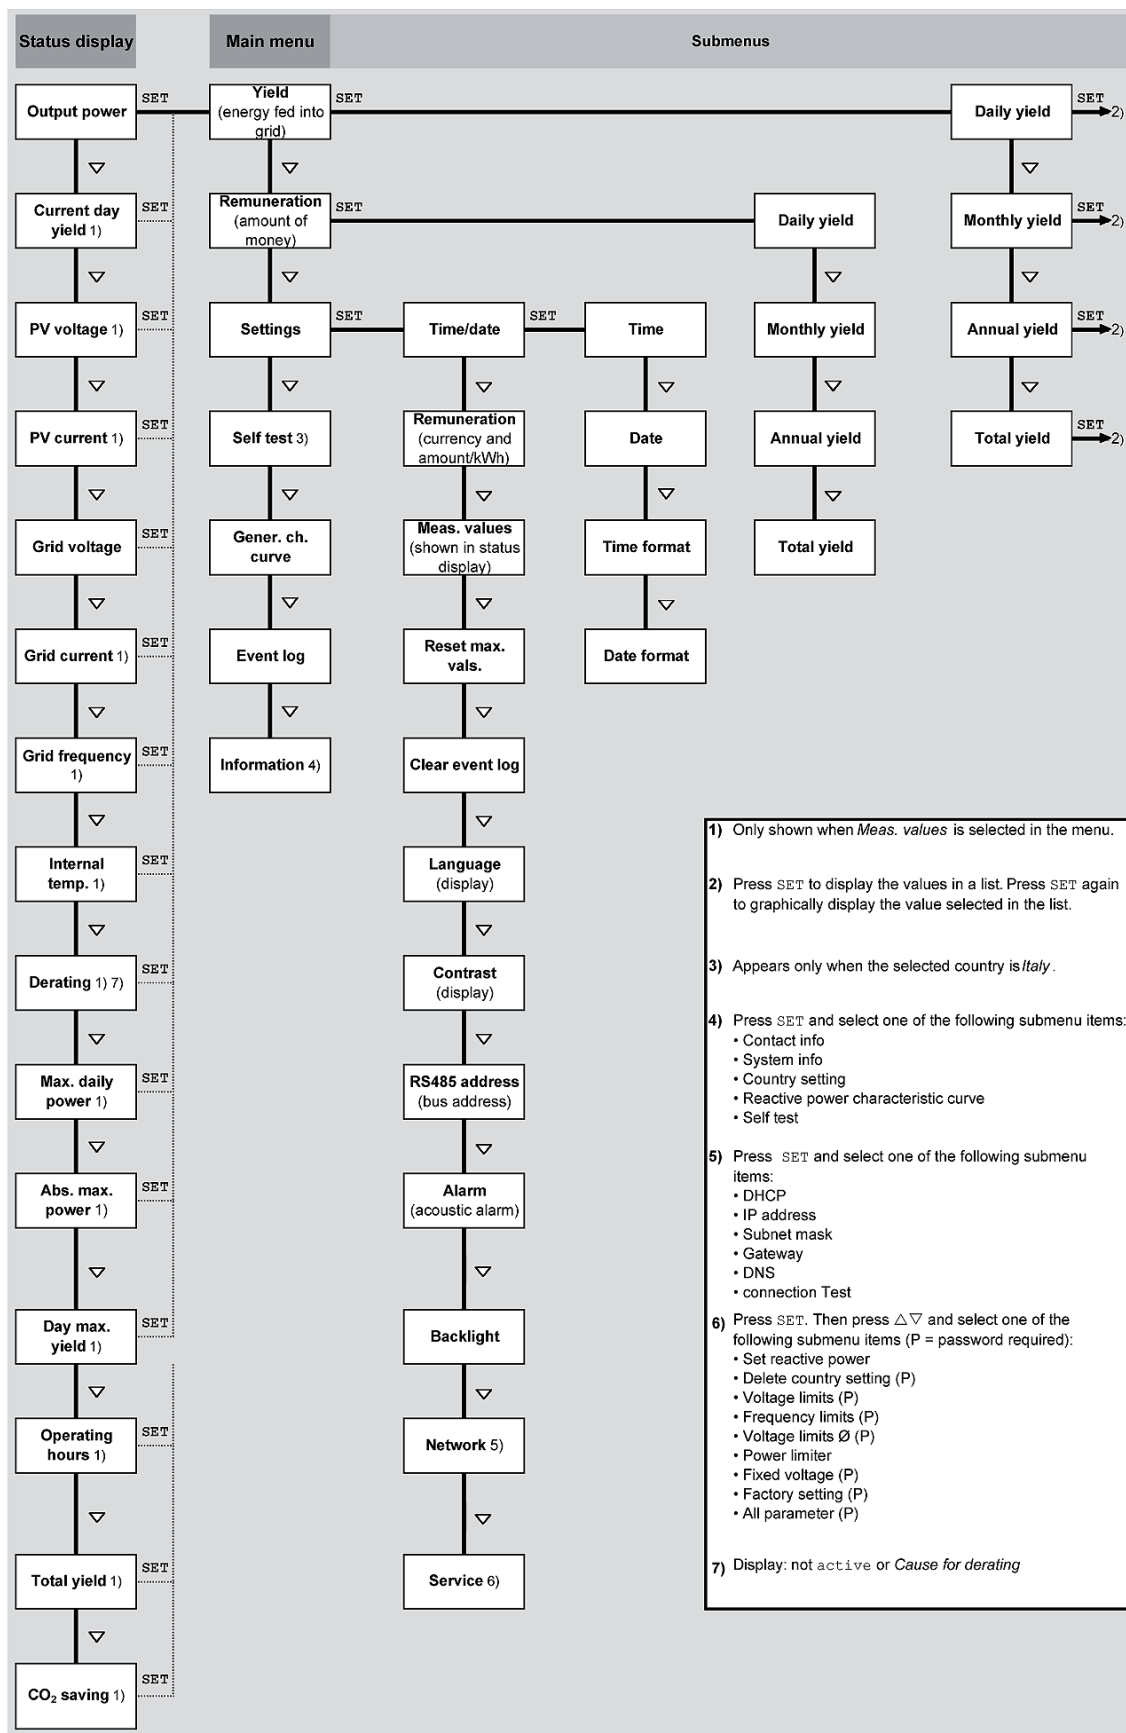 Status display
Main menu
Submenus
Output power
SET
Yield
(energy fed into
grid)
SET
Daily yield
SET
2)
Current day
yield 1)
SET
Remuneration
(amount of
money)
SET
Daily yield
Monthly yield
SET
2)
PV voltage 1)
SET
Settings
SET
Time/date
SET
Time
Monthly yield
Annual yield
SET
2)
PV current 1)
SET
Self test 3)
Remuneration
(currency and
amount/kWh)
Date
Annual yield
Total yield
SET
2)
Grid voltage
SET
Gener. ch.
curve
Meas. values
(shown in status
display)
Time format
Total yield
Grid current 1)
SET
Event log
Reset max.
vals.
Date format
Grid frequency
1)
SET
Information 4)
Clear event log
Internal
temp. 1)
SET
Language
(display)
Derating 1) 7)
SET
Contrast
(display)
Max. daily
power 1)
SET
RS485 address
(bus address)
Abs. max.
power 1)
SET
Alarm
(acoustic alarm)
Day max.
yield 1)
SET
Backlight
Operating
hours 1)
SET
Network 5)
Total yield 1)
SET
Service 6)
CO₂ saving 1)
SET
1) Only shown when Meas. values is selected in the menu.
2) Press SET to display the values in a list. Press SET again
to graphically display the value selected in the list.
3) Appears only when the selected country is Italy .
4) Press SET and select one of the following submenu items:
• Contact info
• System info
• Country setting
• Reactive power characteristic curve
• Self test
5) Press SET and select one of the following submenu
items:
• DHCP
• IP address
• Subnet mask
• Gateway
• DNS
• connection Test
6) Press SET. Then press △▽ and select one of the
following submenu items (P = password required):
• Set reactive power
• Delete country setting (P)
• Voltage limits (P)
• Frequency limits (P)
• Voltage limits Ø (P)
• Power limiter
• Fixed voltage (P)
• Factory setting (P)
• All parameter (P)
7) Display: not active or Cause for derating